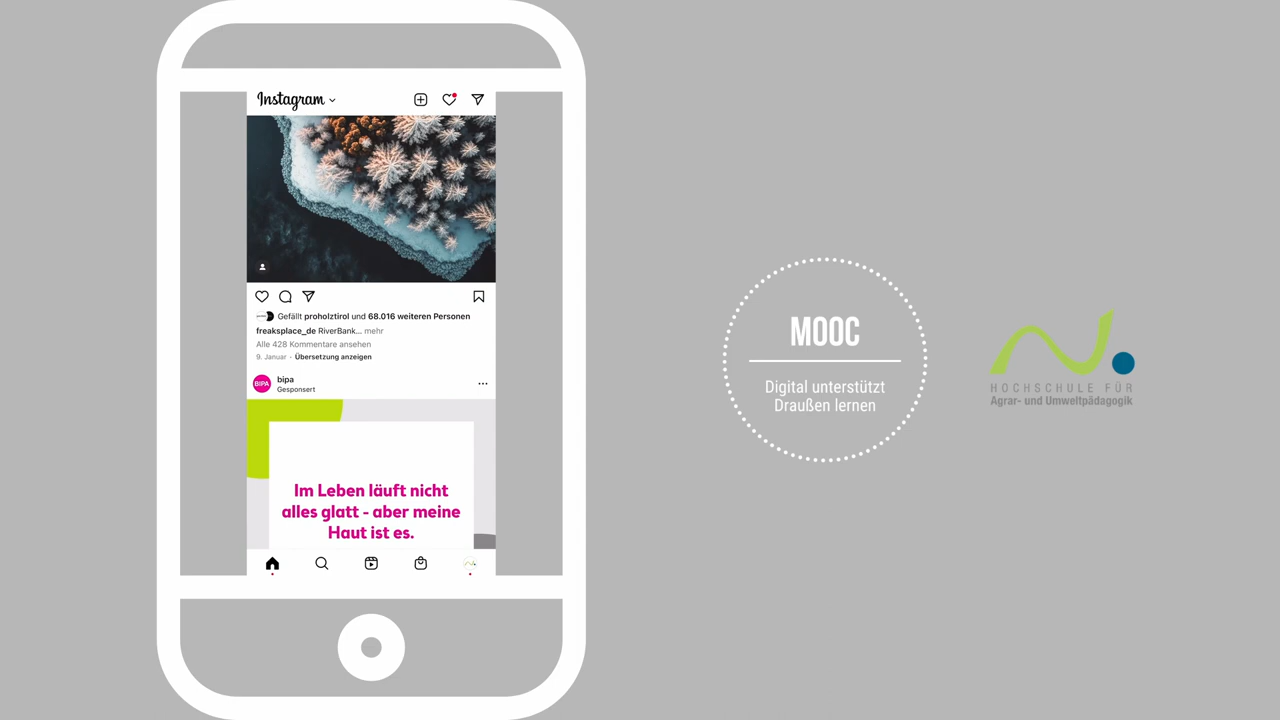 Instagram
Gefällt proholztirol und 68.016 weiteren Personen
freaksplace_de RiverBank... mehr
Alle 428 Kommentare ansehen
9. Januar · Übersetzung anzeigen
BIPA
bipa
Gesponsert
Im Leben läuft nicht
alles glatt - aber meine
Haut ist es.
MOOC
Digital unterstützt
Draußen lernen
HOCHSCHULE FÜR
Agrar- und Umweltpädagogik